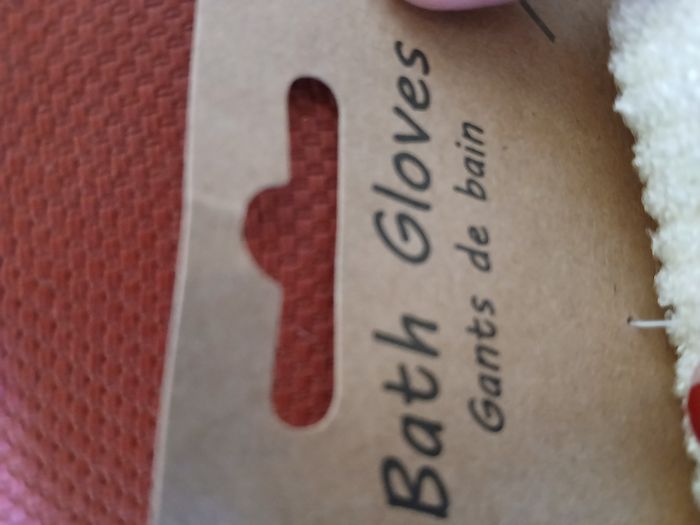 Bath Gloves
Gants de bain